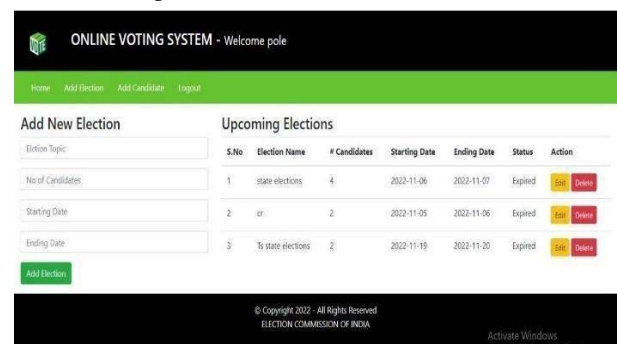 VOTE
ONLINE VOTING SYSTEM - Welcome pole
Home Add Election Add Candidate Logout
Add New Election
Elction Topic
No of Candidates
Starting Date
Ending Date
Add Election
Upcoming Elections
S.No Election Name # Candidates Starting Date Ending Date Status Action
1 state elections 4 2022-11-06 2022-11-07 Expired Edit Delete
2 cr 2 2022-11-05 2022-11-06 Expired Edit Delete
3 Ts state elections 2 2022-11-19 2022-11-20 Expired Edit Delete
© Copyright 2022 - All Rights Reserved
ELECTION COMMISSION OF INDIA
Activate Windows